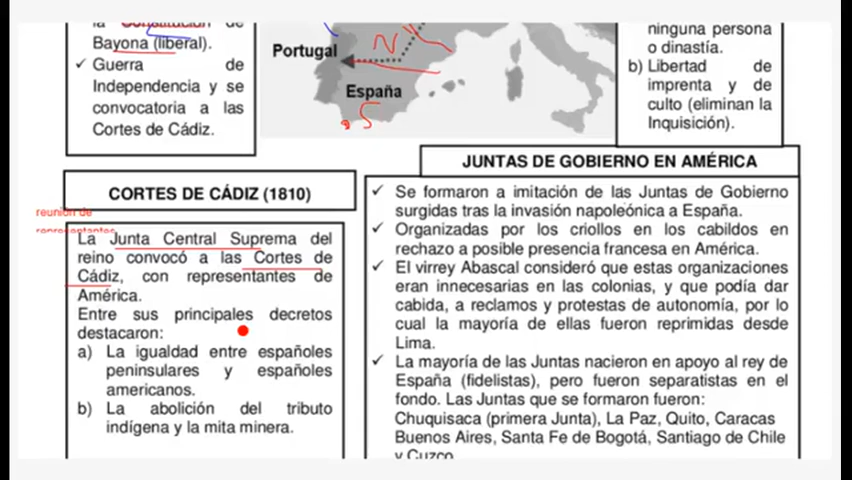 la Constitución de
Bayona (liberal).
✓ Guerra de
Independencia y se
convocatoria a las
Cortes de Cádiz.
Portugal
España
ninguna persona
o dinastía.
b) Libertad de
imprenta y de
culto (eliminan la
Inquisición).
CORTES DE CÁDIZ (1810)
reunión de
representantes
La Junta Central Suprema del
reino convocó a las Cortes de
Cádiz, con representantes de
América.
Entre sus principales decretos
destacaron:
a) La igualdad entre españoles
peninsulares y españoles
americanos.
b) La abolición del tributo
indígena y la mita minera.
JUNTAS DE GOBIERNO EN AMÉRICA
✓ Se formaron a imitación de las Juntas de Gobierno
surgidas tras la invasión napoleónica a España.
✓ Organizadas por los criollos en los cabildos en
rechazo a posible presencia francesa en América.
✓ El virrey Abascal consideró que estas organizaciones
eran innecesarias en las colonias, y que podía dar
cabida, a reclamos y protestas de autonomía, por lo
cual la mayoría de ellas fueron reprimidas desde
Lima.
✓ La mayoría de las Juntas nacieron en apoyo al rey de
España (fidelistas), pero fueron separatistas en el
fondo. Las Juntas que se formaron fueron:
Chuquisaca (primera Junta), La Paz, Quito, Caracas
Buenos Aires, Santa Fe de Bogotá, Santiago de Chile
y Cuzco